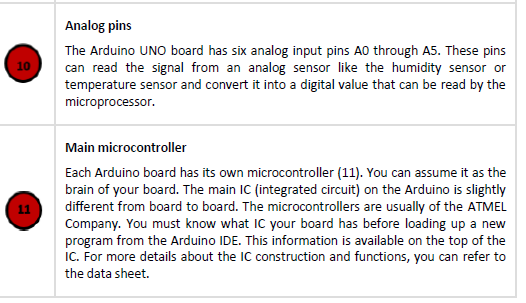 Analog pins
10
The Arduino UNO board has six analog input pins A0 through A5. These pins
can read the signal from an analog sensor like the humidity sensor or
temperature sensor and convert it into a digital value that can be read by the
microprocessor.
Main microcontroller
11
Each Arduino board has its own microcontroller (11). You can assume it as the
brain of your board. The main IC (integrated circuit) on the Arduino is slightly
different from board to board. The microcontrollers are usually of the ATMEL
Company. You must know what IC your board has before loading up a new
program from the Arduino IDE. This information is available on the top of the
IC. For more details about the IC construction and functions, you can refer to
the data sheet.